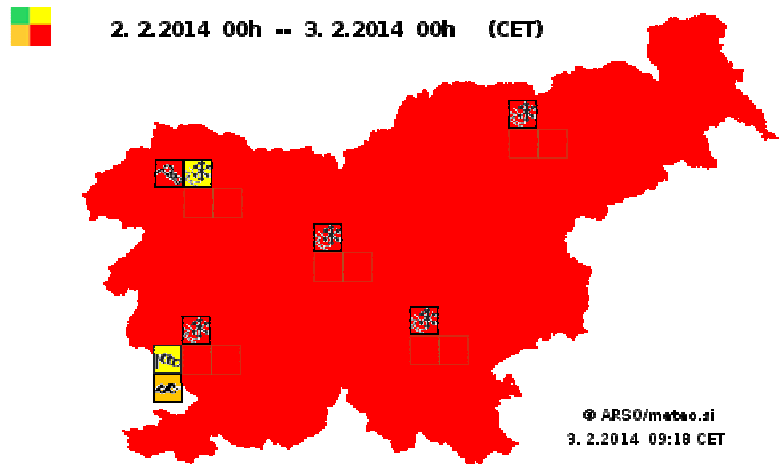 2. 2.2014 00h -- 3. 2.2014 00h (CET)
@ ARSO/meteo.si
3. 2.2014 09:18 CET